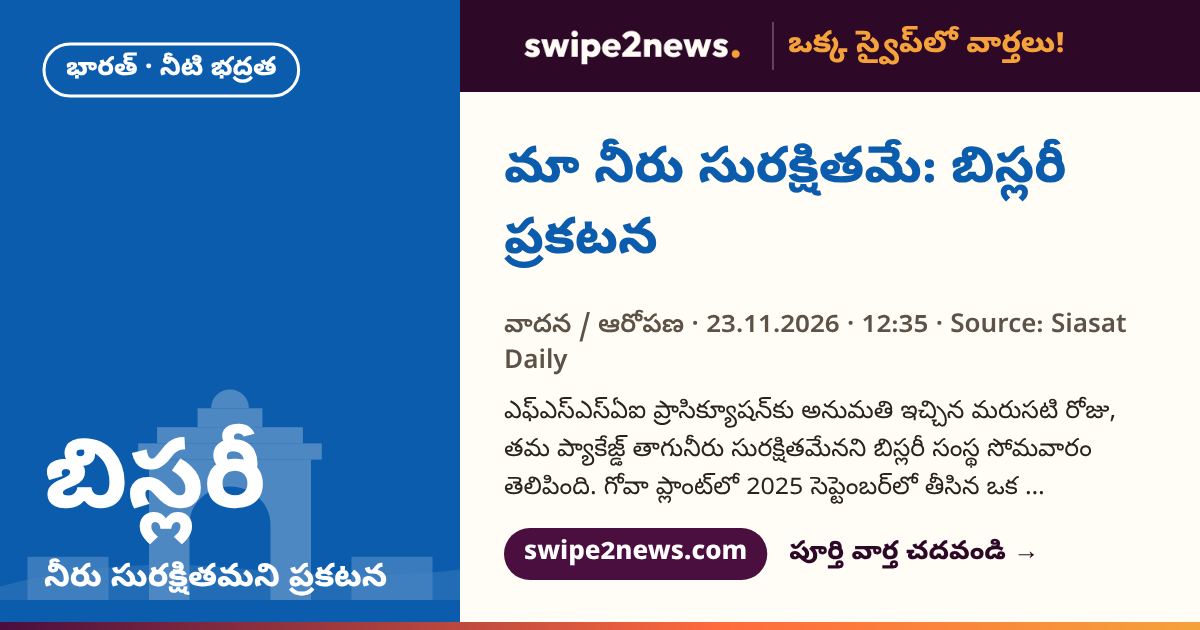 భారత్ · నీటి భద్రత
బిస్లరీ
నీరు సురక్షితమని ప్రకటన
swipe2news.
ఒక్క స్వైప్‌లో వార్తలు!
మా నీరు సురక్షితమే: బిస్లరీ
ప్రకటన
వాదన / ఆరోపణ · 23.11.2026 · 12:35 · Source: Siasat
Daily
ఎఫ్ఎస్ఎస్ఏఐ ప్రాసిక్యూషన్‌కు అనుమతి ఇచ్చిన మరుసటి రోజు,
తమ ప్యాకేజ్డ్ తాగునీరు సురక్షితమేనని బిస్లరీ సంస్థ సోమవారం
తెలిపింది. గోవా ప్లాంట్‌లో 2025 సెప్టెంబర్‌లో తీసిన ఒక ...
swipe2news.com
పూర్తి వార్త చదవండి →